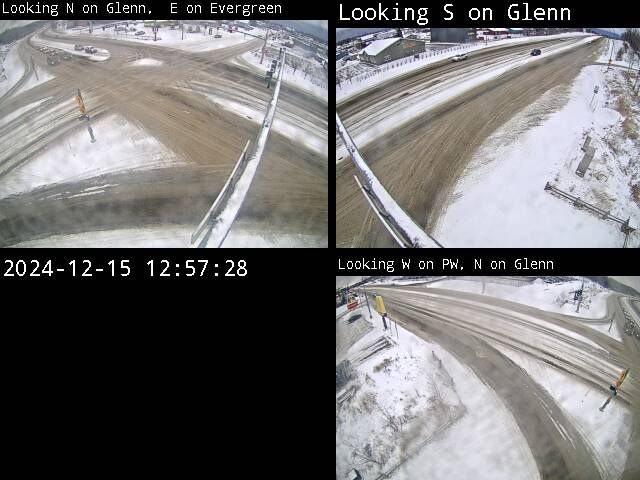 Looking N on Glenn,  E on Evergreen
Looking S on Glenn
2024-12-15 12:57:28
Looking W on PW, N on Glenn